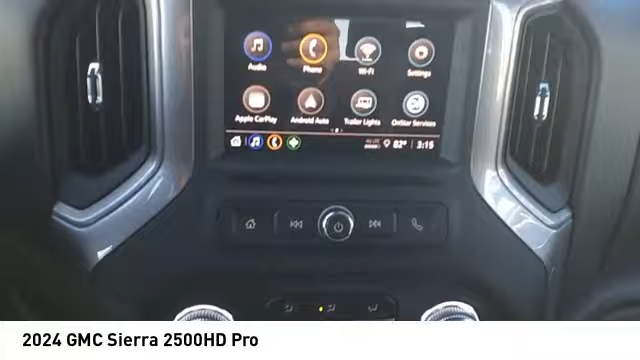 Audio Phone Wi-Fi Settings
Apple CarPlay Android Auto Trailer Lights OnStar Services
82° 3:15
2024 GMC Sierra 2500HD Pro